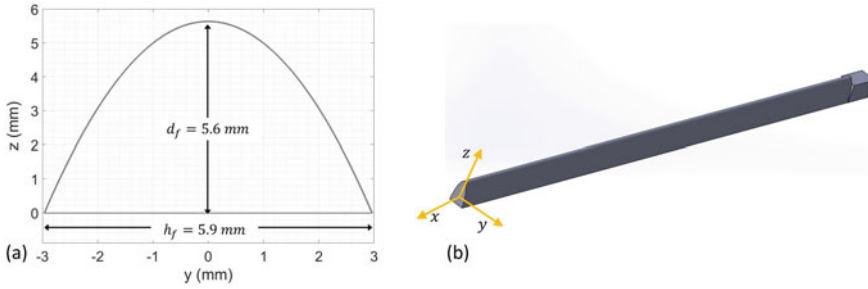 6
5
4
3
2
1
0
z (mm)
d_f = 5.6 mm
h_f = 5.9 mm
-3 -2 -1 0 1 2 3
y (mm)
(a)
z
x
y
(b)